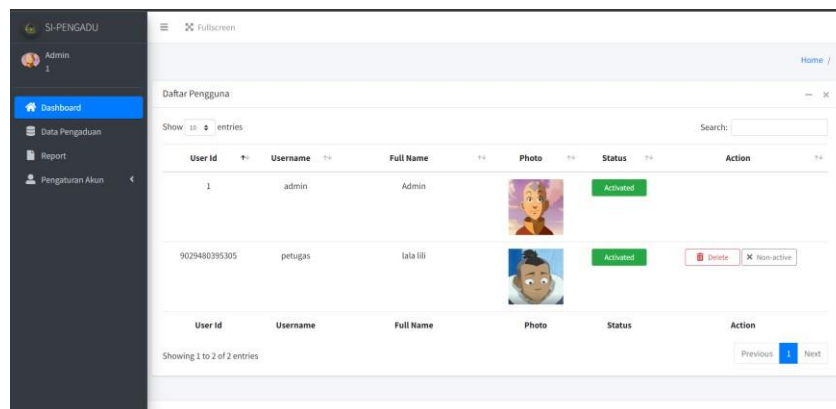 SI-PENGADU
Fullscreen
Admin
1
Home /
Dashboard
Data Pengaduan
Report
Pengaturan Akun
Daftar Pengguna
Show 10 entries
Search:
User Id Username Full Name Photo Status Action
1 admin Admin Activated
9029480395305 petugas lala lili Activated Delete Non-active
User Id Username Full Name Photo Status Action
Showing 1 to 2 of 2 entries
Previous 1 Next